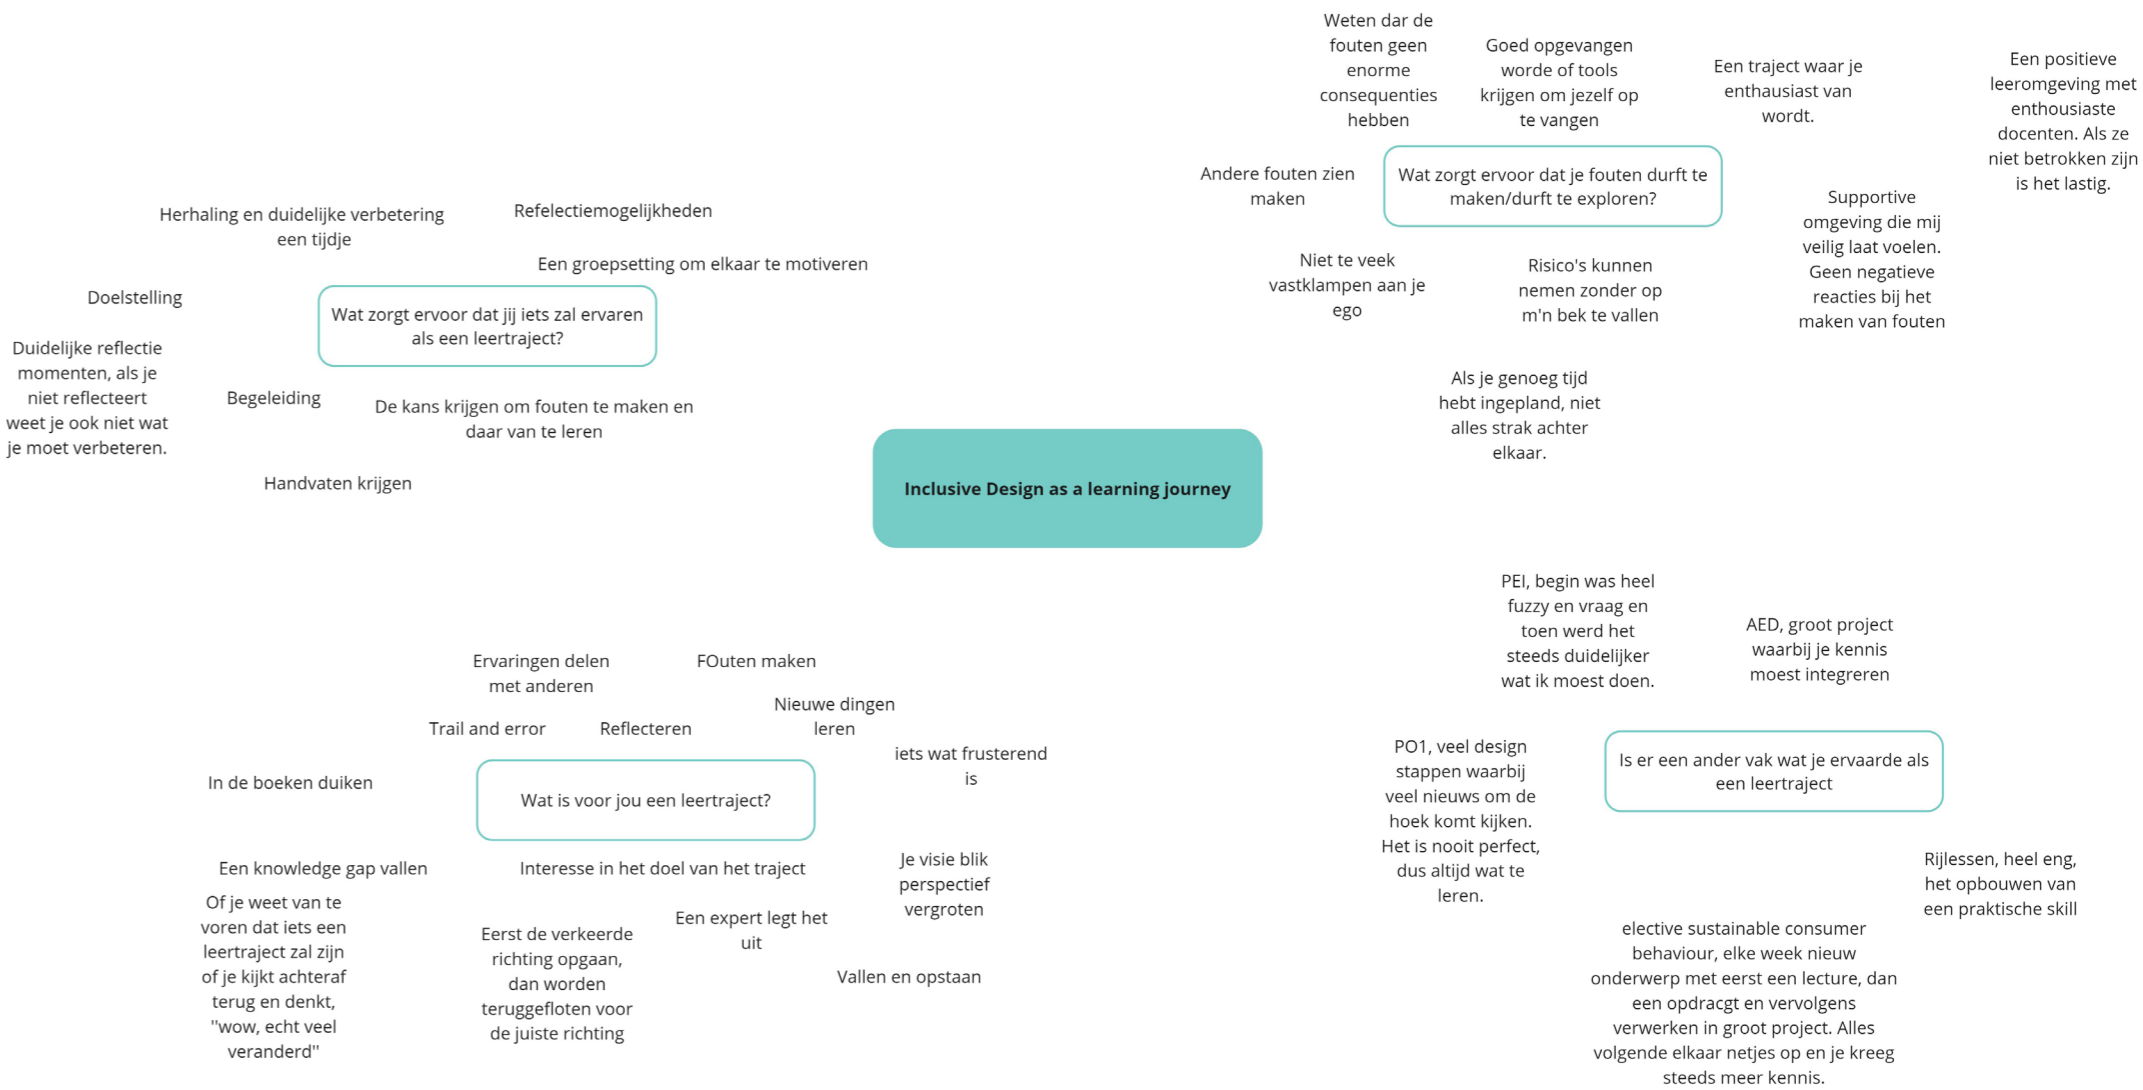 Herhaling en duidelijke verbetering
een tijdje
Refelectiemogelijkheden
Een groepsetting om elkaar te motiveren
Doelstelling
Wat zorgt ervoor dat jij iets zal ervaren
als een leertraject?
Duidelijke reflectie
momenten, als je
niet reflecteert
weet je ook niet wat
je moet verbeteren.
Begeleiding
De kans krijgen om fouten te maken en
daar van te leren
Handvaten krijgen
Weten dar de
fouten geen
enorme
consequenties
hebben
Goed opgevangen
worde of tools
krijgen om jezelf op
te vangen
Een traject waar je
enthausiast van
wordt.
Een positieve
leeromgeving met
enthousiaste
docenten. Als ze
niet betrokken zijn
is het lastig.
Andere fouten zien
maken
Wat zorgt ervoor dat je fouten durft te
maken/durft te exploren?
Supportive
omgeving die mij
veilig laat voelen.
Geen negatieve
reacties bij het
maken van fouten
Niet te veek
vastklampen aan je
ego
Risico's kunnen
nemen zonder op
m'n bek te vallen
Als je genoeg tijd
hebt ingepland, niet
alles strak achter
elkaar.
Inclusive Design as a learning journey
Ervaringen delen
met anderen
FOuten maken
Nieuwe dingen
leren
Trail and error
Reflecteren
iets wat frusterend
is
In de boeken duiken
Wat is voor jou een leertraject?
Een knowledge gap vallen
Interesse in het doel van het traject
Je visie blik
perspectief
vergroten
Of je weet van te
voren dat iets een
leertraject zal zijn
of je kijkt achteraf
terug en denkt,
"wow, echt veel
veranderd"
Eerst de verkeerde
richting opgaan,
dan worden
teruggefloten voor
de juiste richting
Een expert legt het
uit
Vallen en opstaan
PEI, begin was heel
fuzzy en vraag en
toen werd het
steeds duidelijker
wat ik moest doen.
AED, groot project
waarbij je kennis
moest integreren
PO1, veel design
stappen waarbij
veel nieuws om de
hoek komt kijken.
Het is nooit perfect,
dus altijd wat te
leren.
Is er een ander vak wat je ervaarde als
een leertraject
Rijlessen, heel eng,
het opbouwen van
een praktische skill
elective sustainable consumer
behaviour, elke week nieuw
onderwerp met eerst een lecture, dan
een opdracgt en vervolgens
verwerken in groot project. Alles
volgende elkaar netjes op en je kreeg
steeds meer kennis.